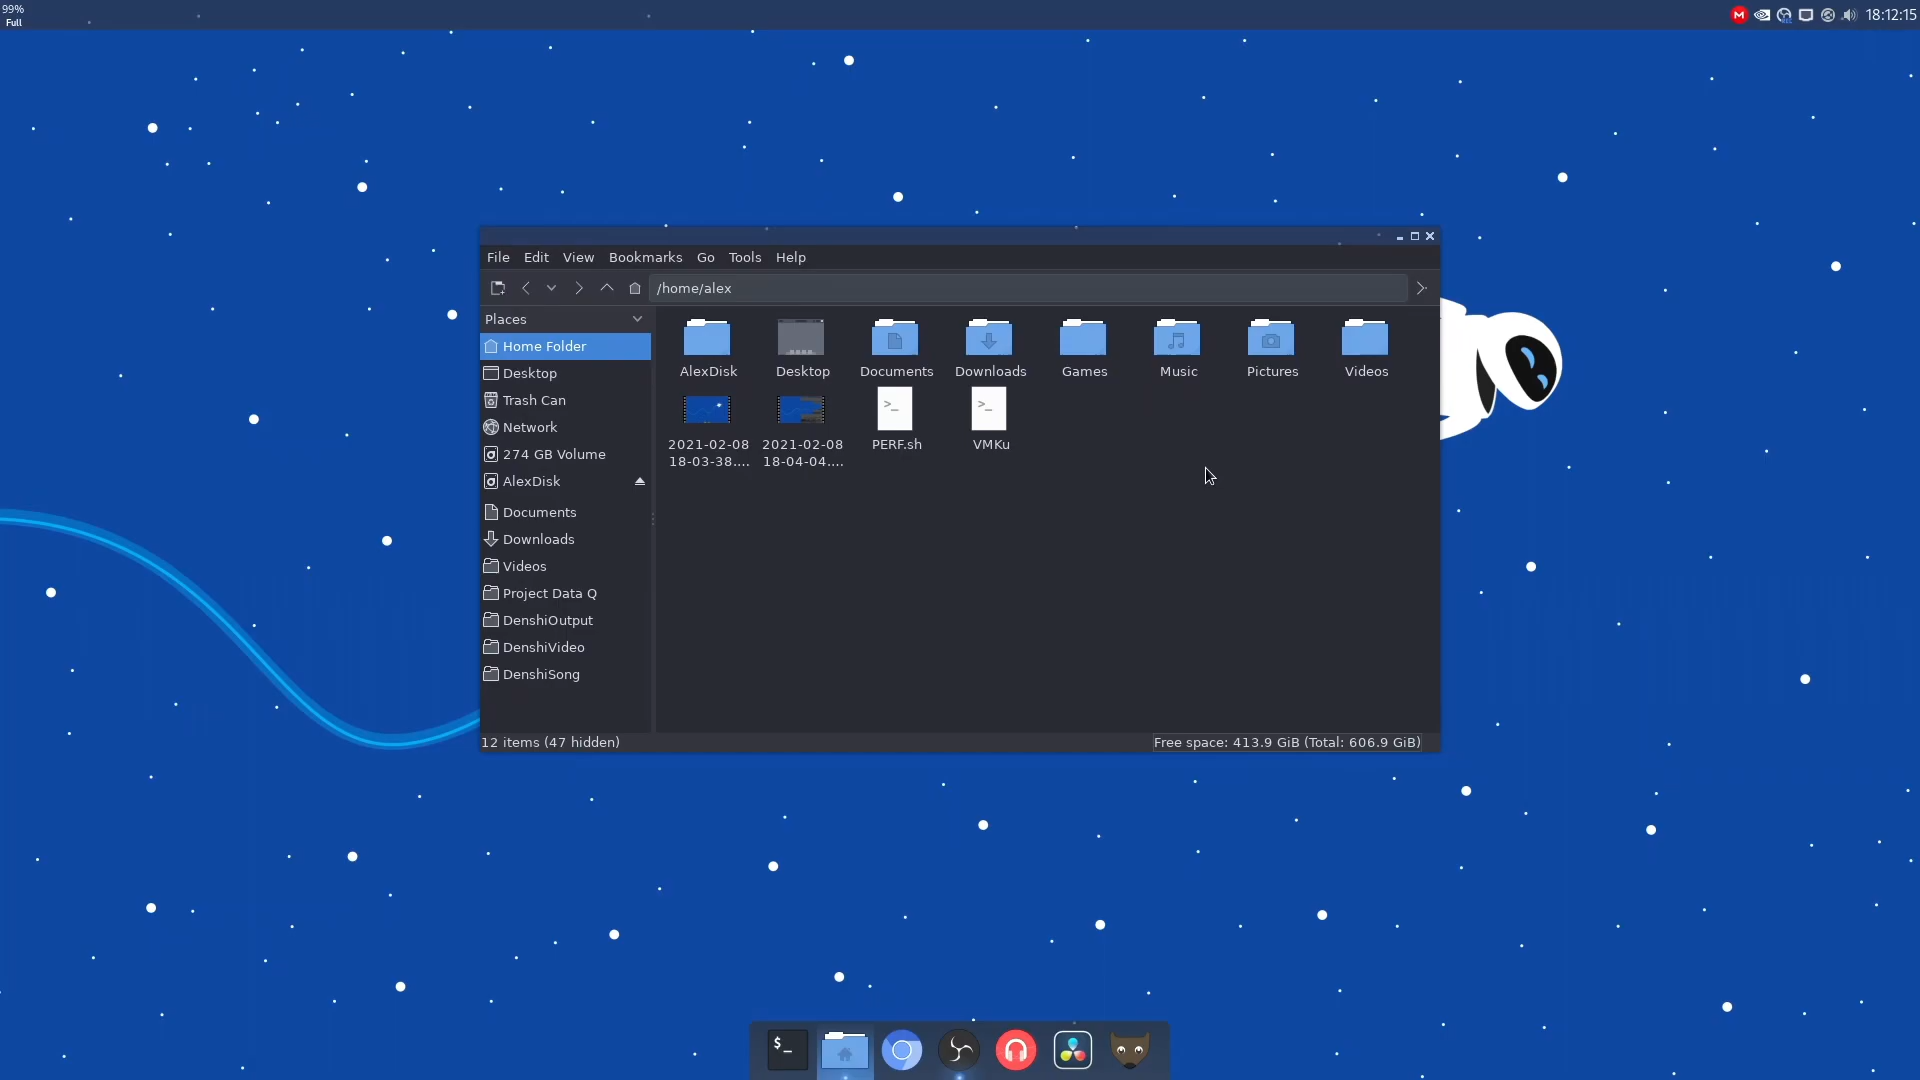 99%
Full
18:12:15
File Edit View Bookmarks Go Tools Help
/home/alex
Places
Home Folder
Desktop
Trash Can
Network
274 GB Volume
AlexDisk
Documents
Downloads
Videos
Project Data Q
DenshiOutput
DenshiVideo
DenshiSong
AlexDisk Desktop Documents Downloads Games Music Pictures Videos
2021-02-08 18-03-38....
2021-02-08 18-04-04....
PERF.sh
VMKu
12 items (47 hidden)
Free space: 413.9 GiB (Total: 606.9 GiB)